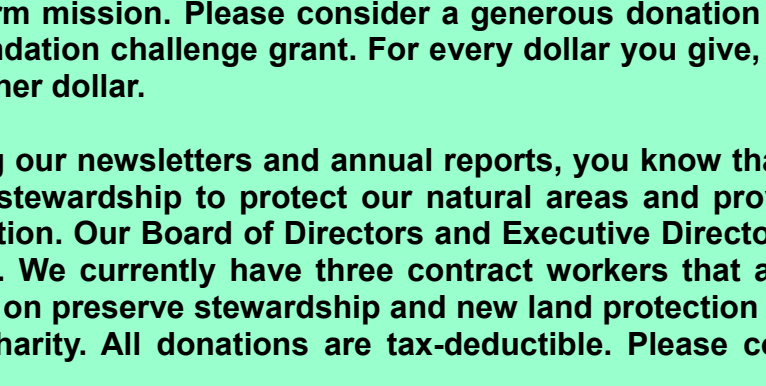 rm mission. Please consider a generous donation
ndation challenge grant. For every dollar you give,
her dollar.
g our newsletters and annual reports, you know tha
stewardship to protect our natural areas and prov
tion. Our Board of Directors and Executive Directo
. We currently have three contract workers that a
on preserve stewardship and new land protection
harity. All donations are tax-deductible. Please co